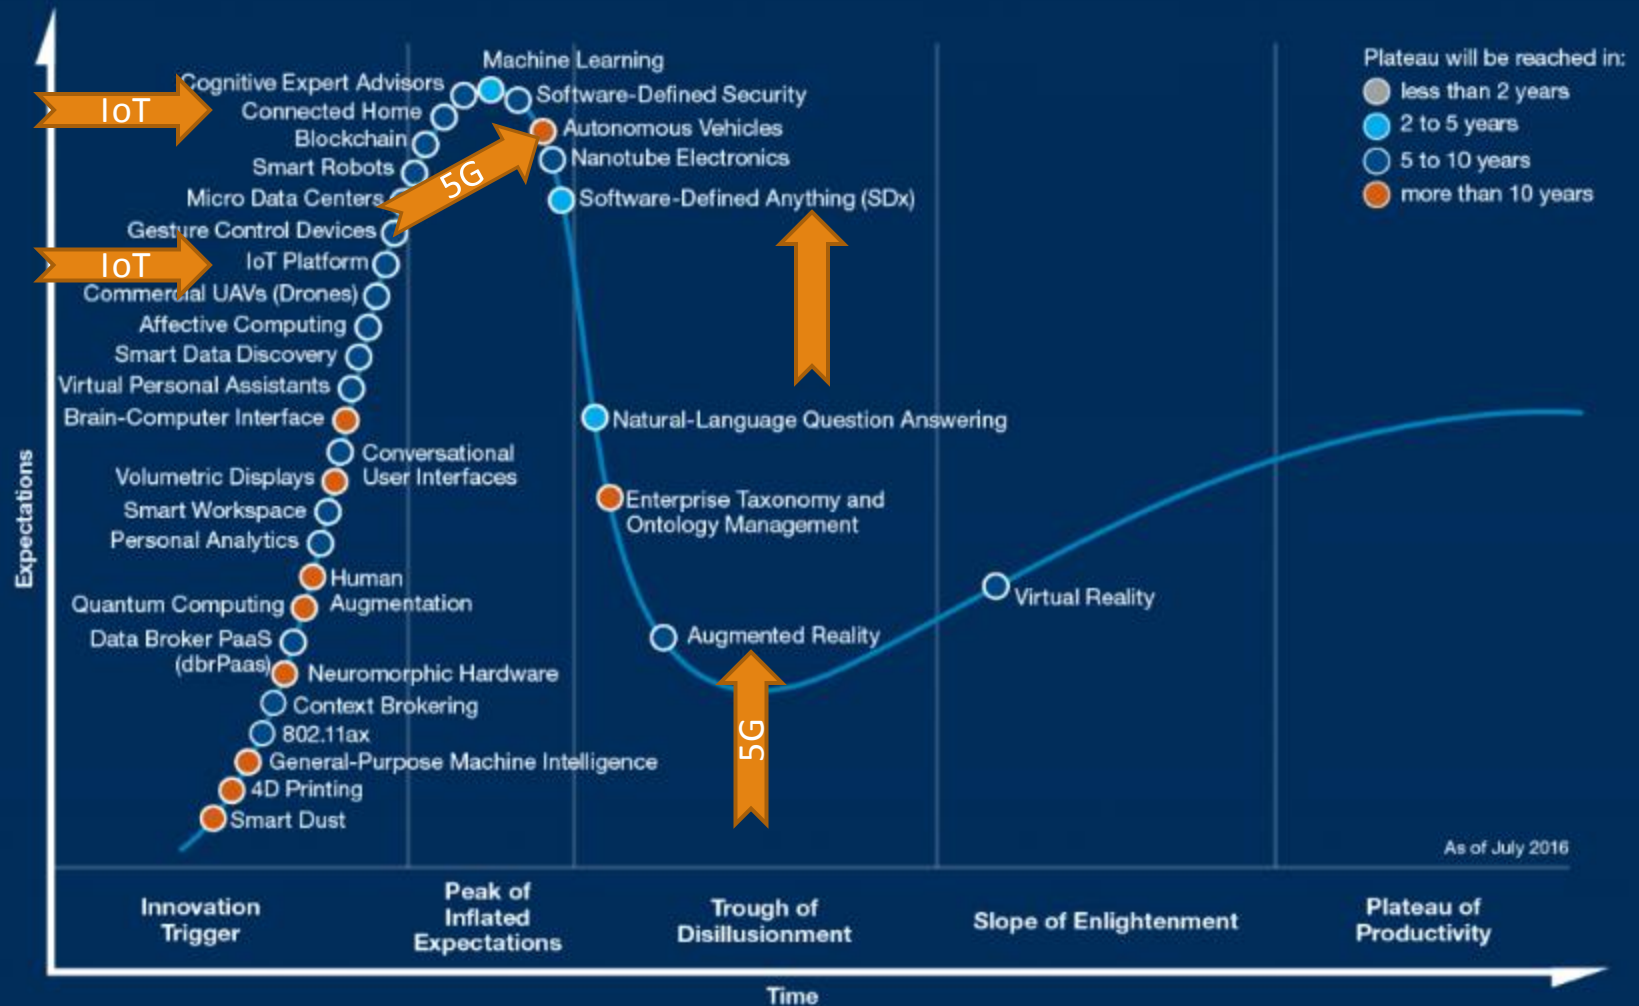 Machine Learning
Cognitive Expert Advisors
Software-Defined Security
Connected Home
Autonomous Vehicles
Blockchain
Nanotube Electronics
Smart Robots
Micro Data Centers
Software-Defined Anything (SDx)
Gesture Control Devices
IoT Platform
Commercial UAVs (Drones)
Affective Computing
Smart Data Discovery
Virtual Personal Assistants
Brain-Computer Interface
Natural-Language Question Answering
Conversational
User Interfaces
Volumetric Displays
Enterprise Taxonomy and
Ontology Management
Smart Workspace
Personal Analytics
Human
Augmentation
Quantum Computing
Data Broker PaaS
(dbrPaas)
Augmented Reality
Virtual Reality
Neuromorphic Hardware
Context Brokering
802.11ax
General-Purpose Machine Intelligence
4D Printing
Smart Dust
IoT
IoT
5G
5G
Plateau will be reached in:
less than 2 years
2 to 5 years
5 to 10 years
more than 10 years
As of July 2016
Expectations
Innovation
Trigger
Peak of
Inflated
Expectations
Trough of
Disillusionment
Slope of Enlightenment
Plateau of
Productivity
Time